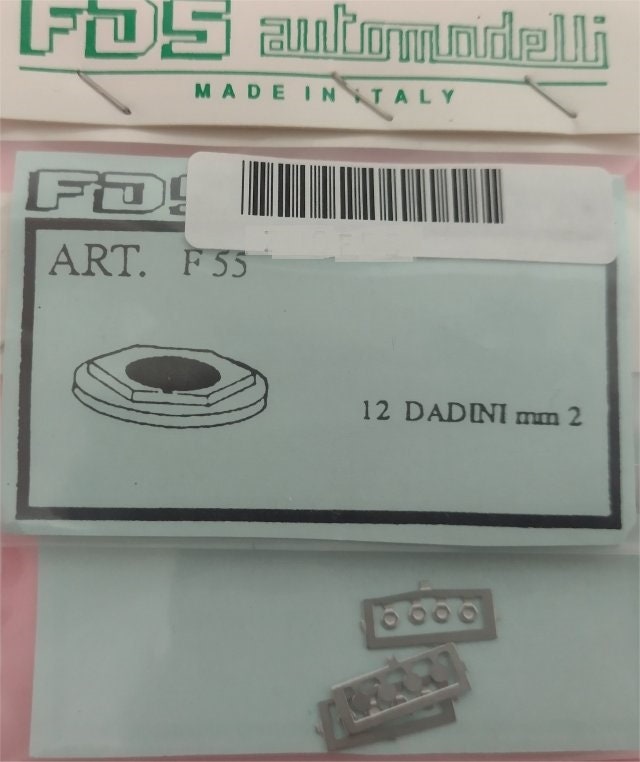 FDS automodelli
MADE IN ITALY
FDS
ART. F 55
12 DADINI mm 2